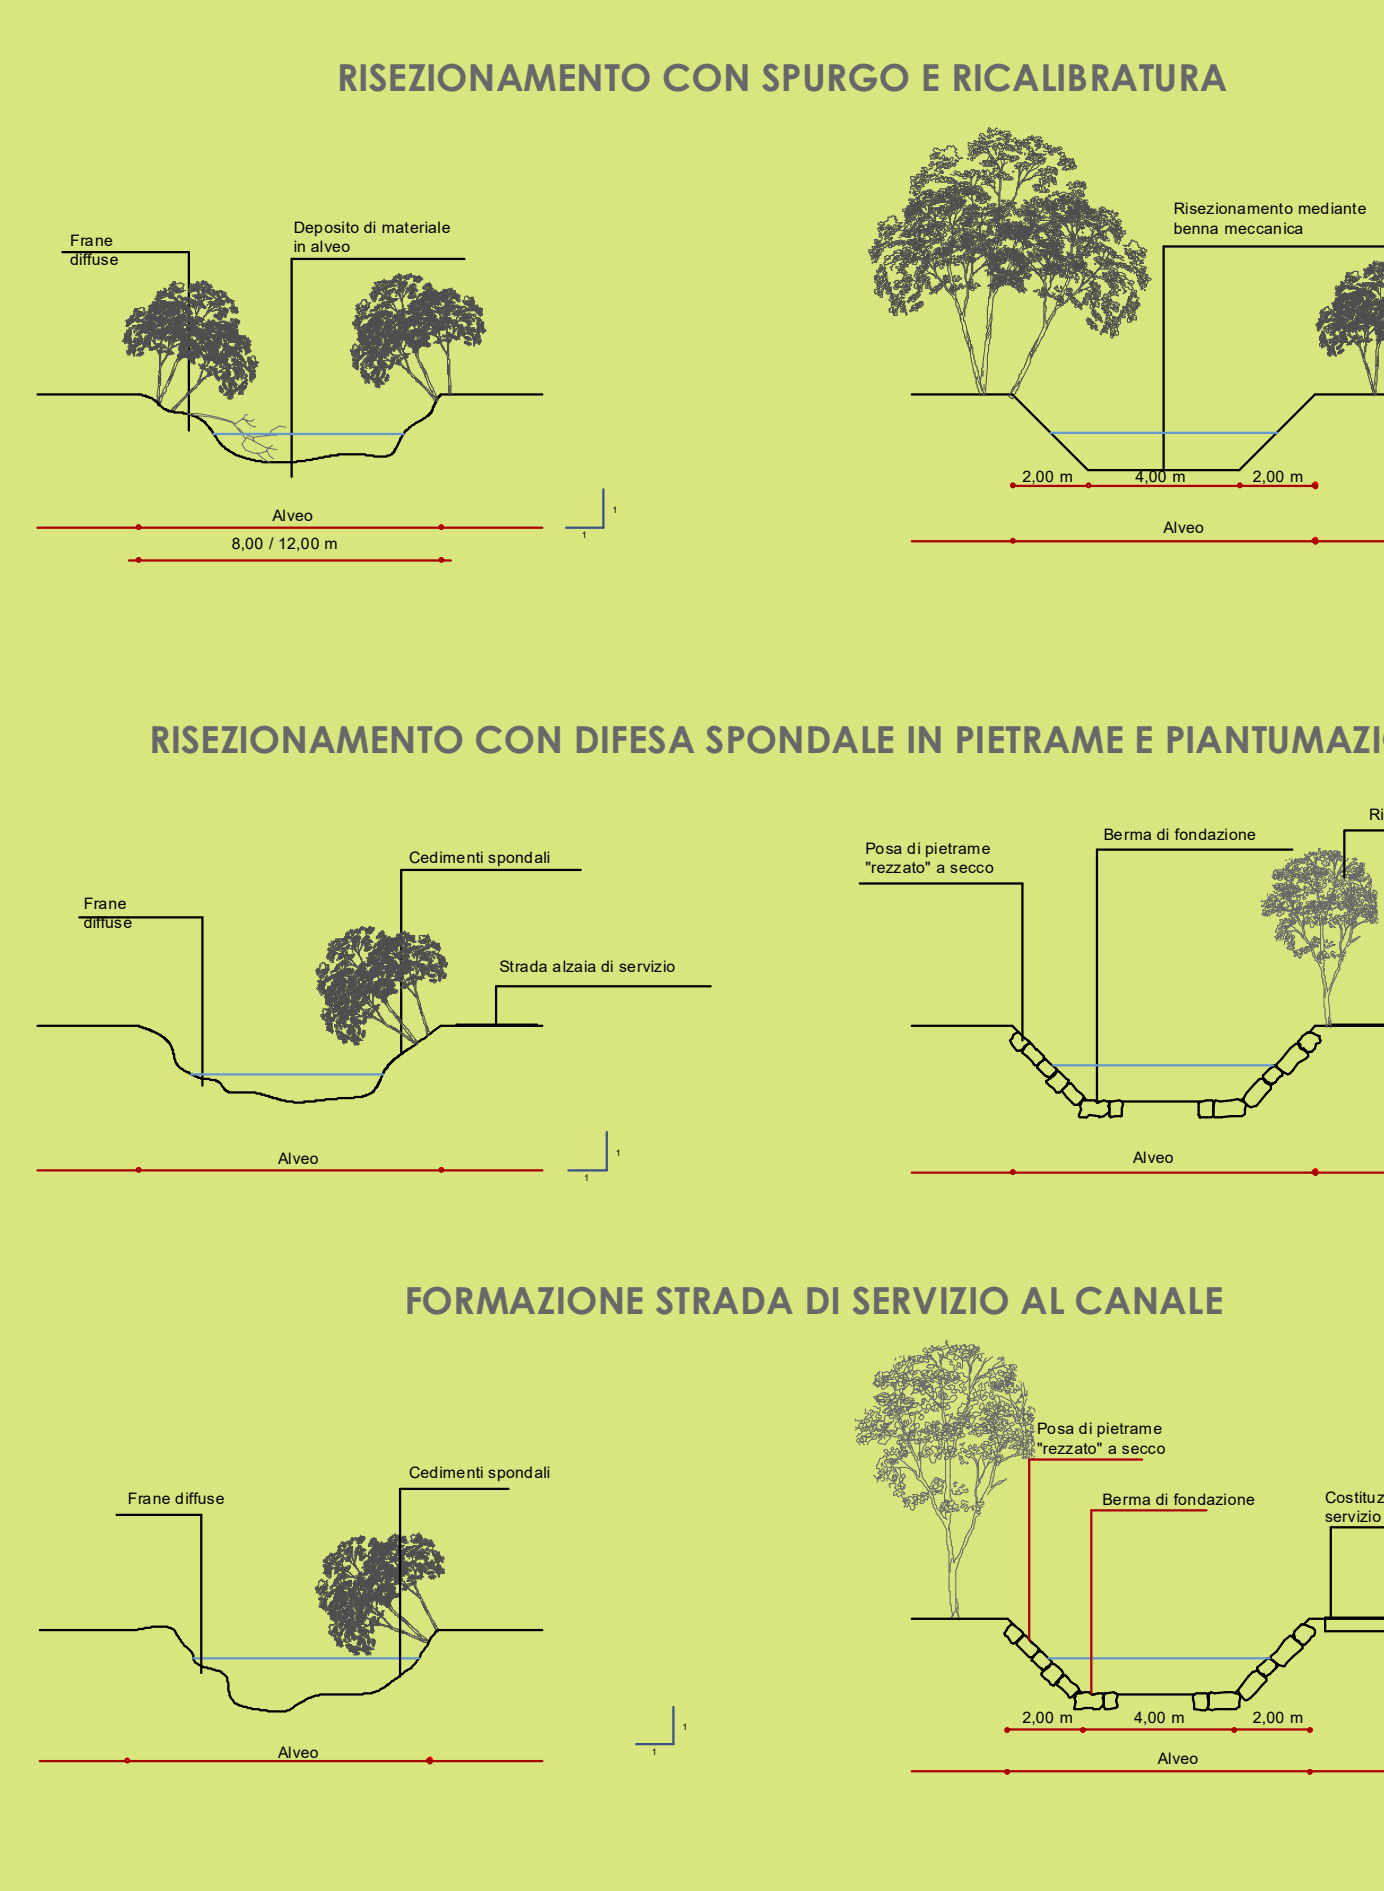 RISEZIONAMENTO CON SPURGO E RICALIBRATURA
Frane
diffuse
Deposito di materiale
in alveo
Risezionamento mediante
benna meccanica
2,00 m
4,00 m
2,00 m
Alveo
8,00 / 12,00 m
1
1
Alveo
RISEZIONAMENTO CON DIFESA SPONDALE IN PIETRAME E PIANTUMAZI
Cedimenti spondali
Frane
diffuse
Strada alzaia di servizio
Posa di pietrame
"rezzato" a secco
Berma di fondazione
Ri
Alveo
1
1
Alveo
FORMAZIONE STRADA DI SERVIZIO AL CANALE
Cedimenti spondali
Frane diffuse
Posa di pietrame
"rezzato" a secco
Berma di fondazione
Costituz
servizio
2,00 m
4,00 m
2,00 m
Alveo
1
1
Alveo